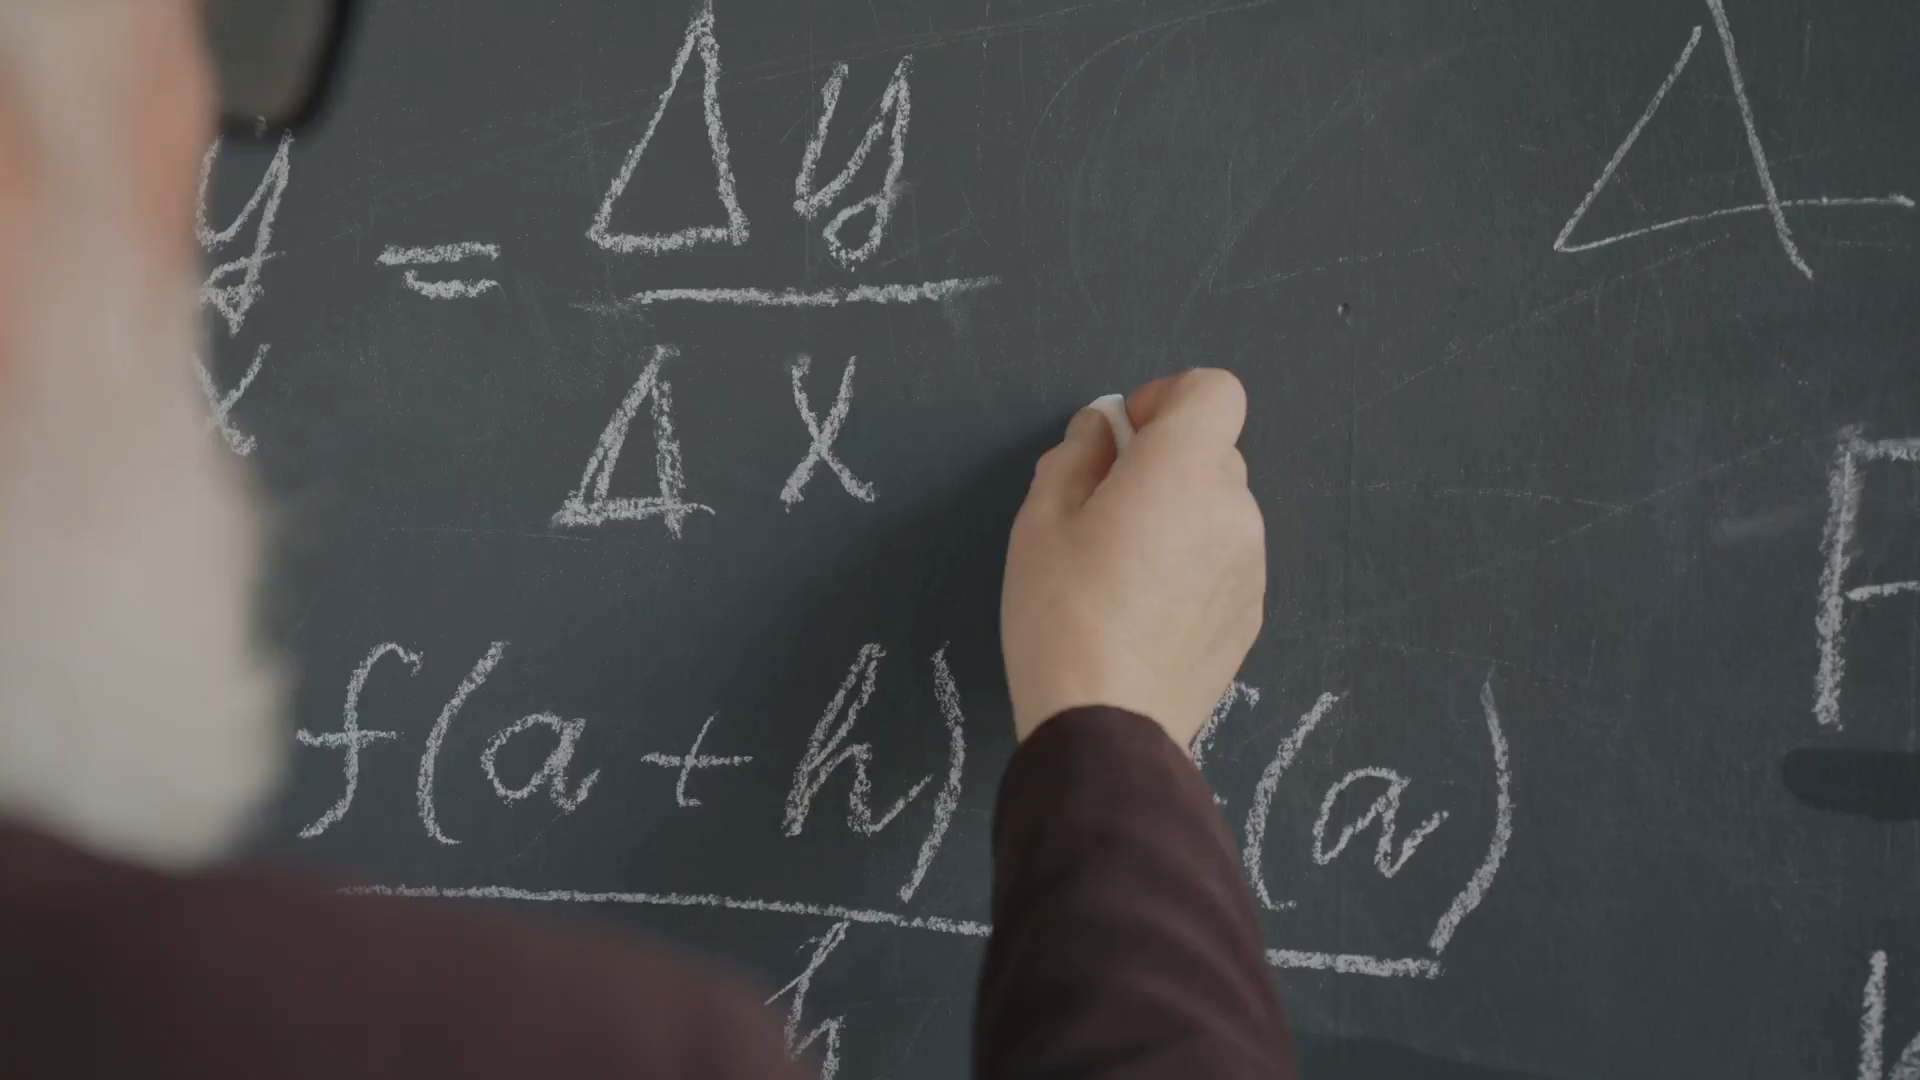 y = Δy
x Δx
f(a+h) f(a)
h